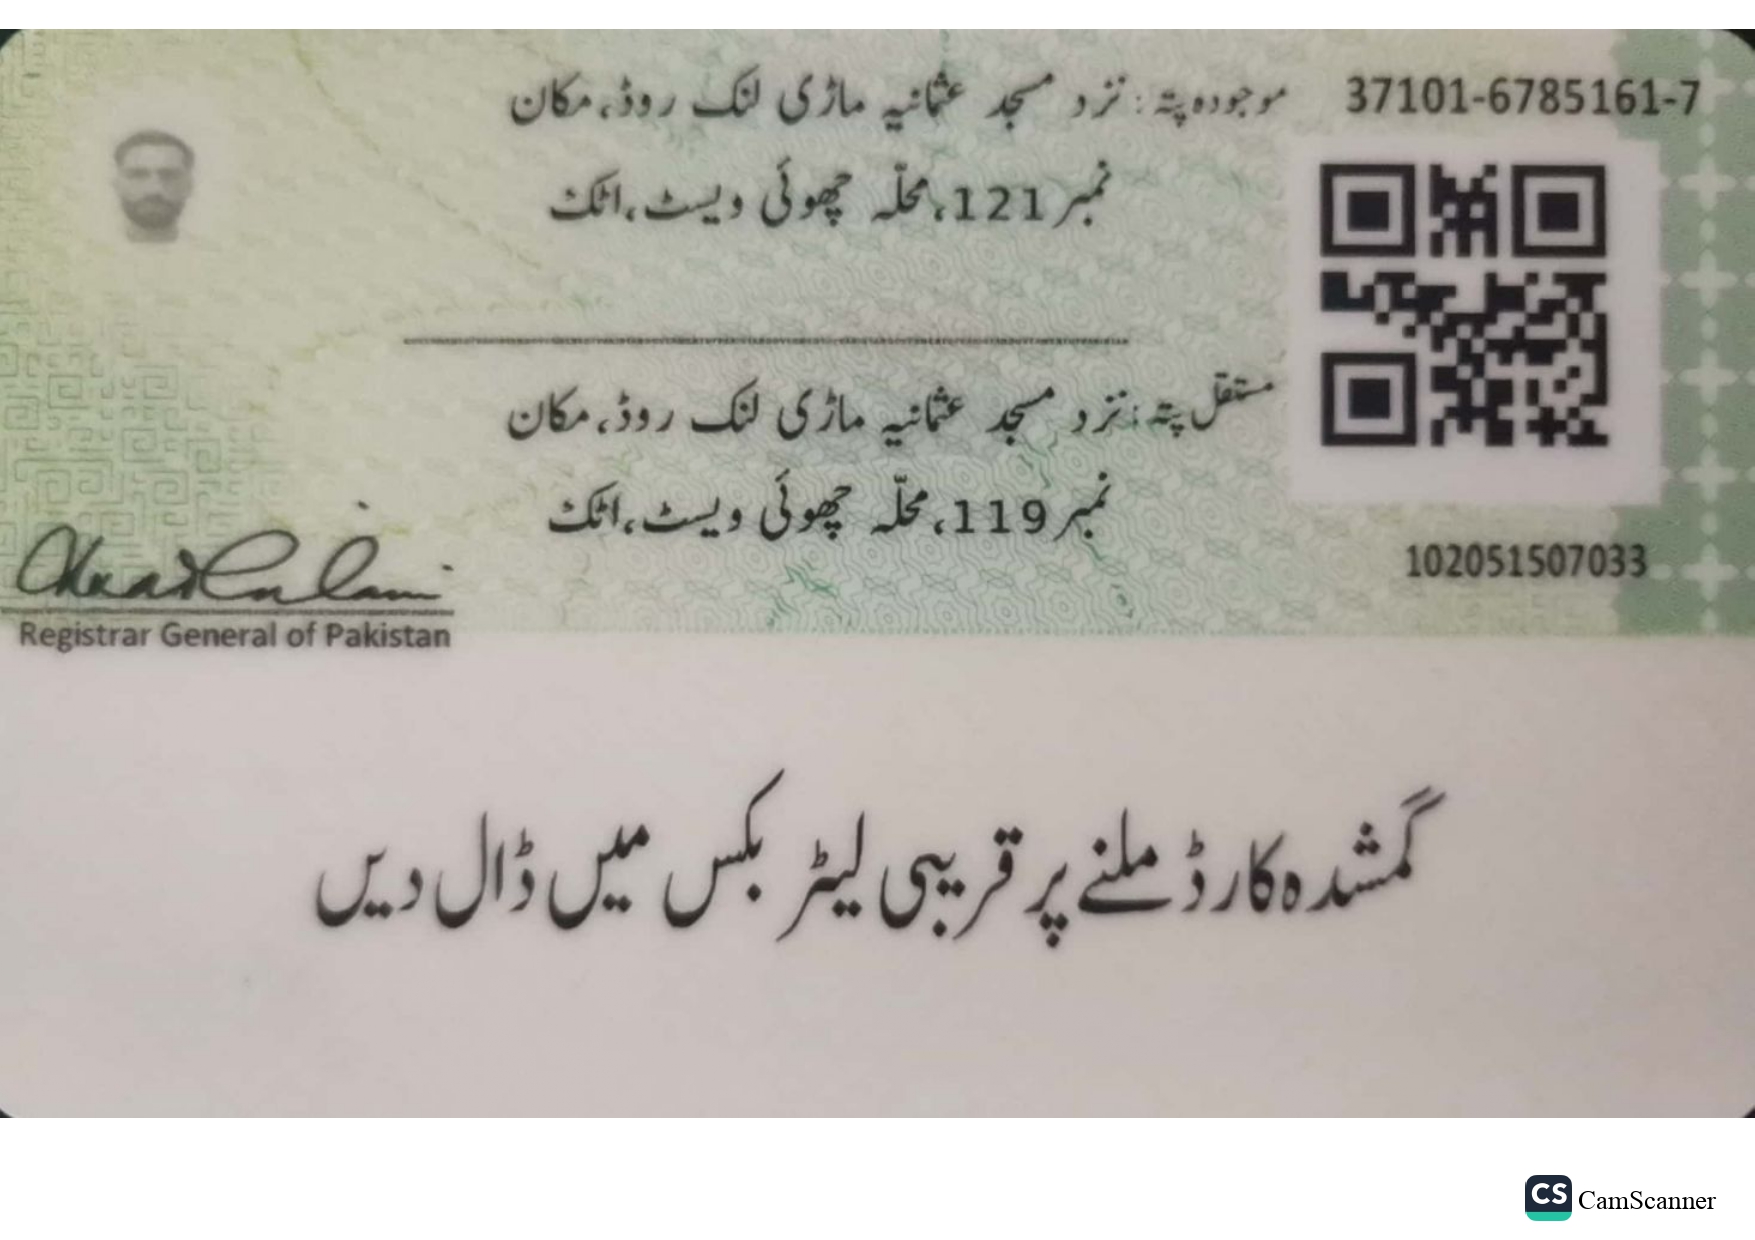 موجودہ پتہ: نزد مسجد عثمانیہ ماڑی لنک روڈ، مکان
37101-6785161-7
نمبر 121، محلّہ چھوئی ویسٹ، اٹک
مستقل پتہ: نزد مسجد عثمانیہ ماڑی لنک روڈ، مکان
نمبر 119، محلّہ چھوئی ویسٹ، اٹک
102051507033
Registrar General of Pakistan
گمشدہ کارڈ ملنے پر قریبی لیٹر بکس میں ڈال دیں
CS CamScanner